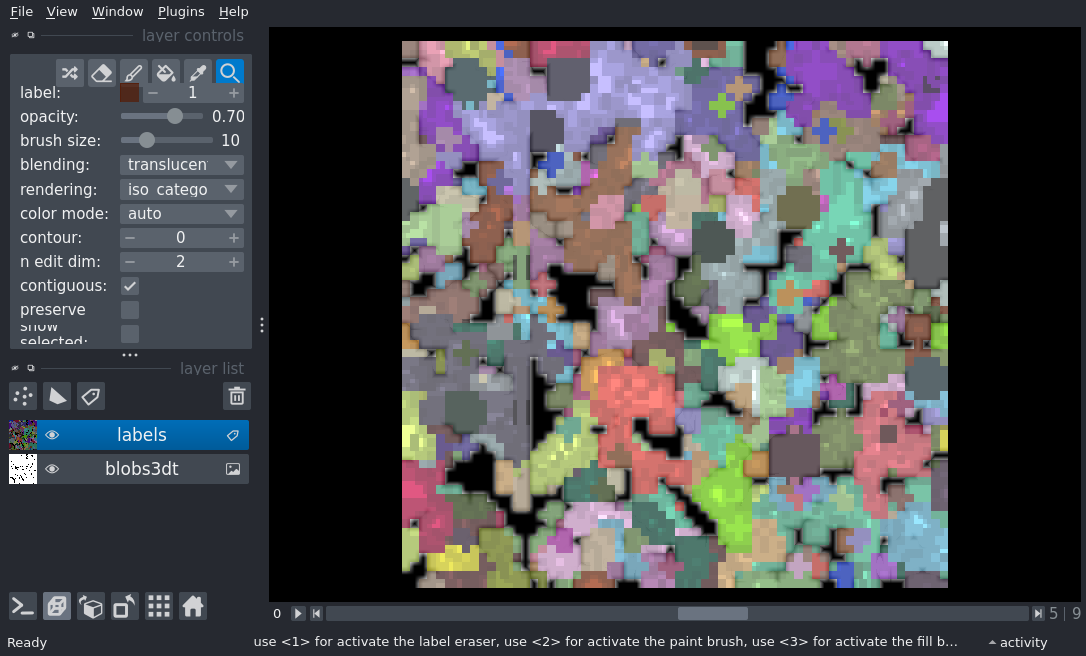 File View Window Plugins Help
layer controls
label: 1
opacity: 0.70
brush size: 10
blending: translucen
rendering: iso_catego
color mode: auto
contour: 0
n edit dim: 2
contiguous:
preserve
show
selected:
layer list
labels
blobs3dt
0 5 | 9
Ready use <1> for activate the label eraser, use <2> for activate the paint brush, use <3> for activate the fill b... activity